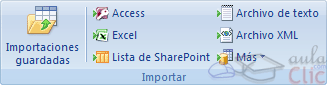 Importaciones guardadas
Access
Excel
Lista de SharePoint
Archivo de texto
Archivo XML
Más
Importar
aula Clic